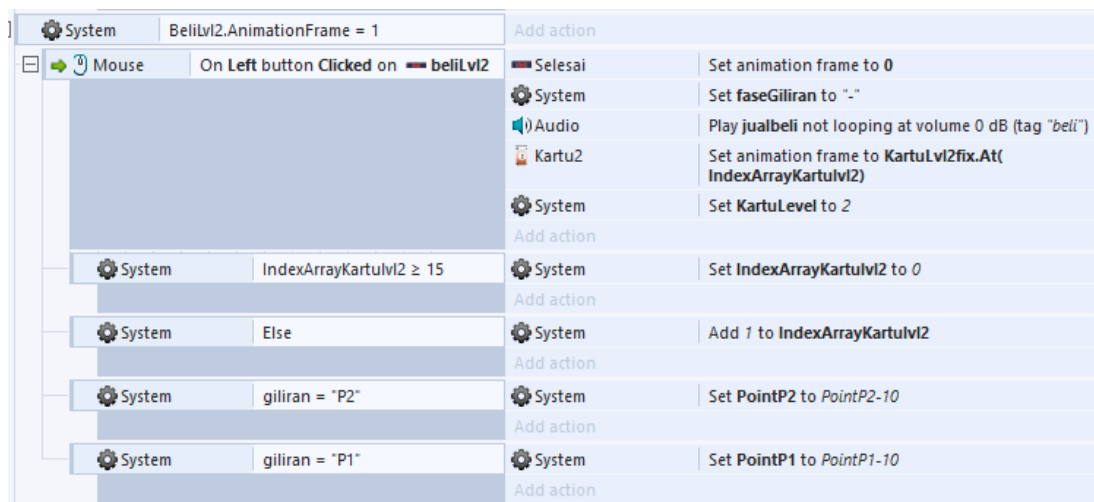 System BeliLvl2.AnimationFrame = 1 Add action
Mouse On Left button Clicked on beliLvl2 Selesai Set animation frame to 0
System Set faseGiliran to "-"
Audio Play jualbeli not looping at volume 0 dB (tag "beli")
Kartu2 Set animation frame to KartuLvl2fix.At(
IndexArrayKartulvl2)
System Set KartuLevel to 2
Add action
System IndexArrayKartulvl2 ≥ 15 System Set IndexArrayKartulvl2 to 0
Add action
System Else System Add 1 to IndexArrayKartulvl2
Add action
System giliran = "P2" System Set PointP2 to PointP2-10
Add action
System giliran = "P1" System Set PointP1 to PointP1-10
Add action